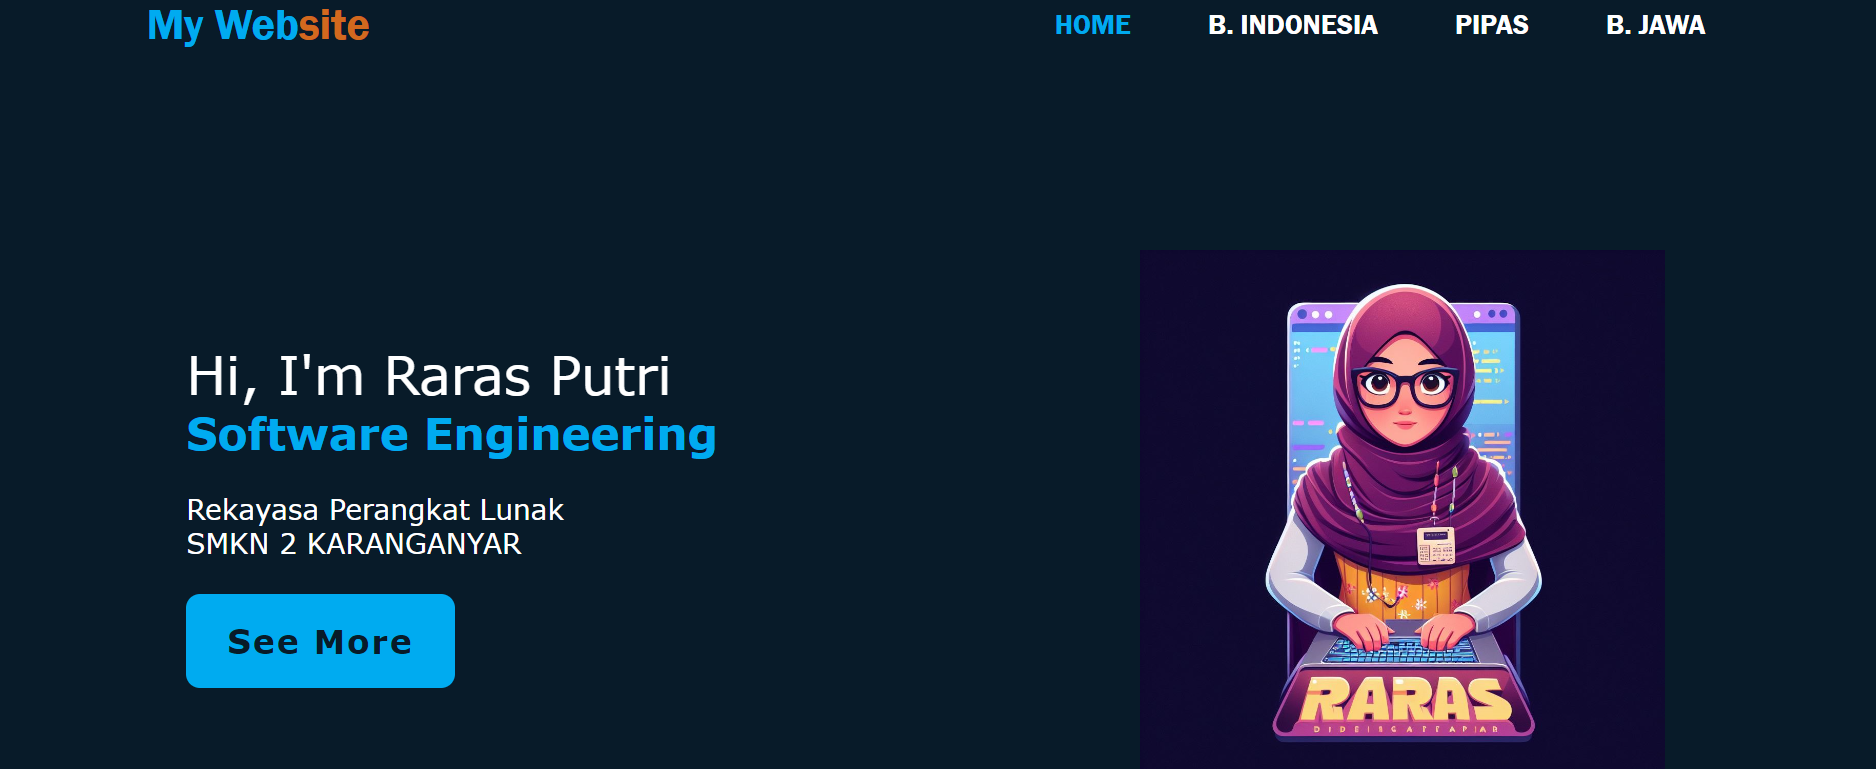 My Website
HOME B. INDONESIA PIPAS B. JAWA
Hi, I'm Raras Putri
Software Engineering
Rekayasa Perangkat Lunak
SMKN 2 KARANGANYAR
See More
RARAS